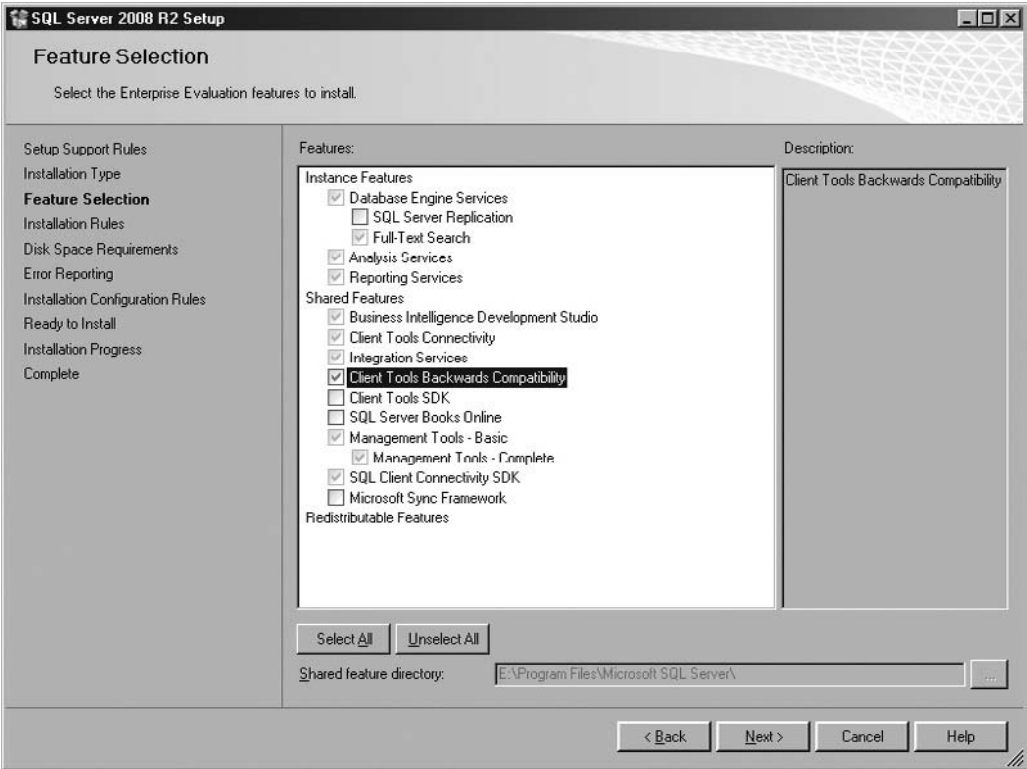 SQL Server 2008 R2 Setup
Feature Selection
Select the Enterprise Evaluation features to install.
Setup Support Rules
Installation Type
Feature Selection
Installation Rules
Disk Space Requirements
Error Reporting
Installation Configuration Rules
Ready to Install
Installation Progress
Complete
Features:
Instance Features
Database Engine Services
SQL Server Replication
Full-Text Search
Analysis Services
Reporting Services
Shared Features
Business Intelligence Development Studio
Client Tools Connectivity
Integration Services
Client Tools Backwards Compatibility
Client Tools SDK
SQL Server Books Online
Management Tools - Basic
Management Tools - Complete
SQL Client Connectivity SDK
Microsoft Sync Framework
Redistributable Features
Description:
Client Tools Backwards Compatibility
Select All
Unselect All
Shared feature directory:
E:\Program Files\Microsoft SQL Server\
...
< Back
Next >
Cancel
Help